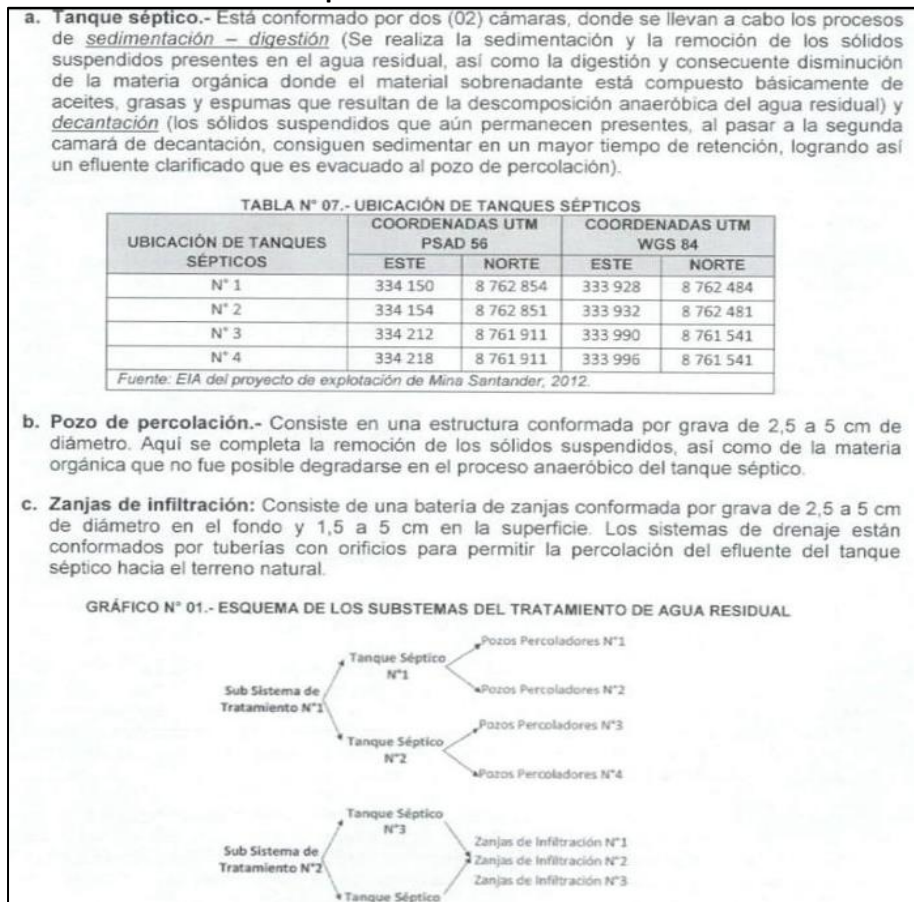 a. Tanque séptico.- Está conformado por dos (02) cámaras, donde se llevan a cabo los procesos
de sedimentación – digestión (Se realiza la sedimentación y la remoción de los sólidos
suspendidos presentes en el agua residual, así como la digestión y consecuente disminución
de la materia orgánica donde el material sobrenadante está compuesto básicamente de
aceites, grasas y espumas que resultan de la descomposición anaeróbica del agua residual) y
decantación (los sólidos suspendidos que aún permanecen presentes, al pasar a la segunda
camará de decantación, consiguen sedimentar en un mayor tiempo de retención, logrando así
un efluente clarificado que es evacuado al pozo de percolación).
TABLA N° 07.- UBICACIÓN DE TANQUES SÉPTICOS
UBICACIÓN DE TANQUES SÉPTICOS COORDENADAS UTM PSAD 56 COORDENADAS UTM WGS 84
ESTE NORTE ESTE NORTE
N° 1 334 150 8 762 854 333 928 8 762 484
N° 2 334 154 8 762 851 333 932 8 762 481
N° 3 334 212 8 761 911 333 990 8 761 541
N° 4 334 218 8 761 911 333 996 8 761 541
Fuente: EIA del proyecto de explotación de Mina Santander, 2012.
b. Pozo de percolación.- Consiste en una estructura conformada por grava de 2,5 a 5 cm de
diámetro. Aquí se completa la remoción de los sólidos suspendidos, así como de la materia
orgánica que no fue posible degradarse en el proceso anaeróbico del tanque séptico.
c. Zanjas de infiltración: Consiste de una batería de zanjas conformada por grava de 2,5 a 5 cm
de diámetro en el fondo y 1,5 a 5 cm en la superficie. Los sistemas de drenaje están
conformados por tuberías con orificios para permitir la percolación del efluente del tanque
séptico hacia el terreno natural.
GRÁFICO N° 01.- ESQUEMA DE LOS SUBSTEMAS DEL TRATAMIENTO DE AGUA RESIDUAL
Sub Sistema de
Tratamiento N°1
Tanque Séptico
N°1
Pozos Percoladores N°1
Pozos Percoladores N°2
Tanque Séptico
N°2
Pozos Percoladores N°3
Pozos Percoladores N°4
Sub Sistema de
Tratamiento N°2
Tanque Séptico
N°3
Tanque Séptico
Zanjas de Infiltración N°1
Zanjas de Infiltración N°2
Zanjas de Infiltración N°3